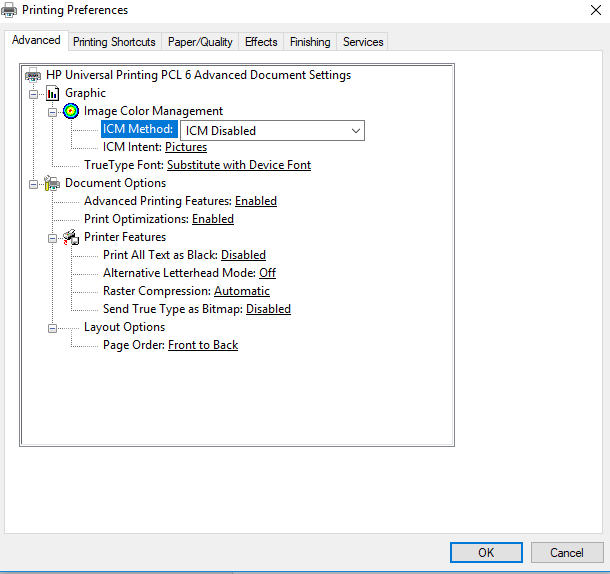 Printing Preferences
Advanced Printing Shortcuts Paper/Quality Effects Finishing Services
HP Universal Printing PCL 6 Advanced Document Settings
Graphic
Image Color Management
ICM Method: ICM Disabled
ICM Intent: Pictures
TrueType Font: Substitute with Device Font
Document Options
Advanced Printing Features: Enabled
Print Optimizations: Enabled
Printer Features
Print All Text as Black: Disabled
Alternative Letterhead Mode: Off
Raster Compression: Automatic
Send True Type as Bitmap: Disabled
Layout Options
Page Order: Front to Back
OK Cancel